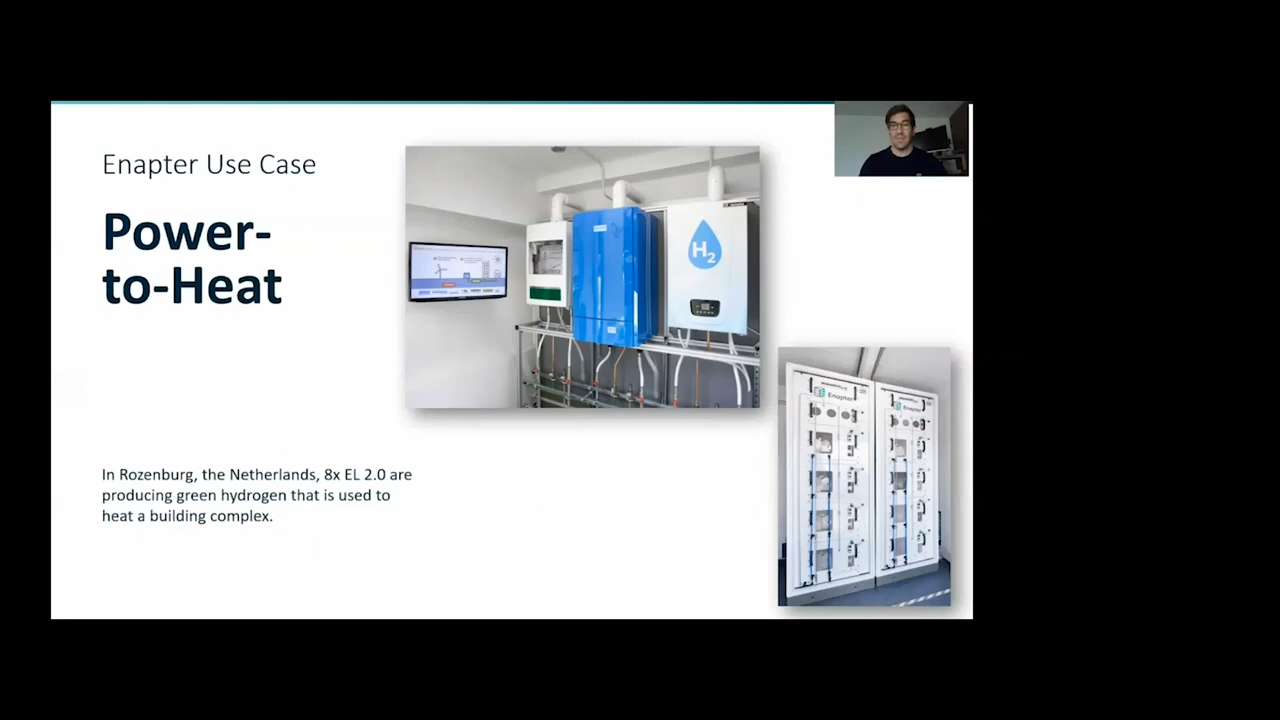 Enapter Use Case
Power-
to-Heat
H2
Enapter
Enapter
In Rozenburg, the Netherlands, 8x EL 2.0 are
producing green hydrogen that is used to
heat a building complex.